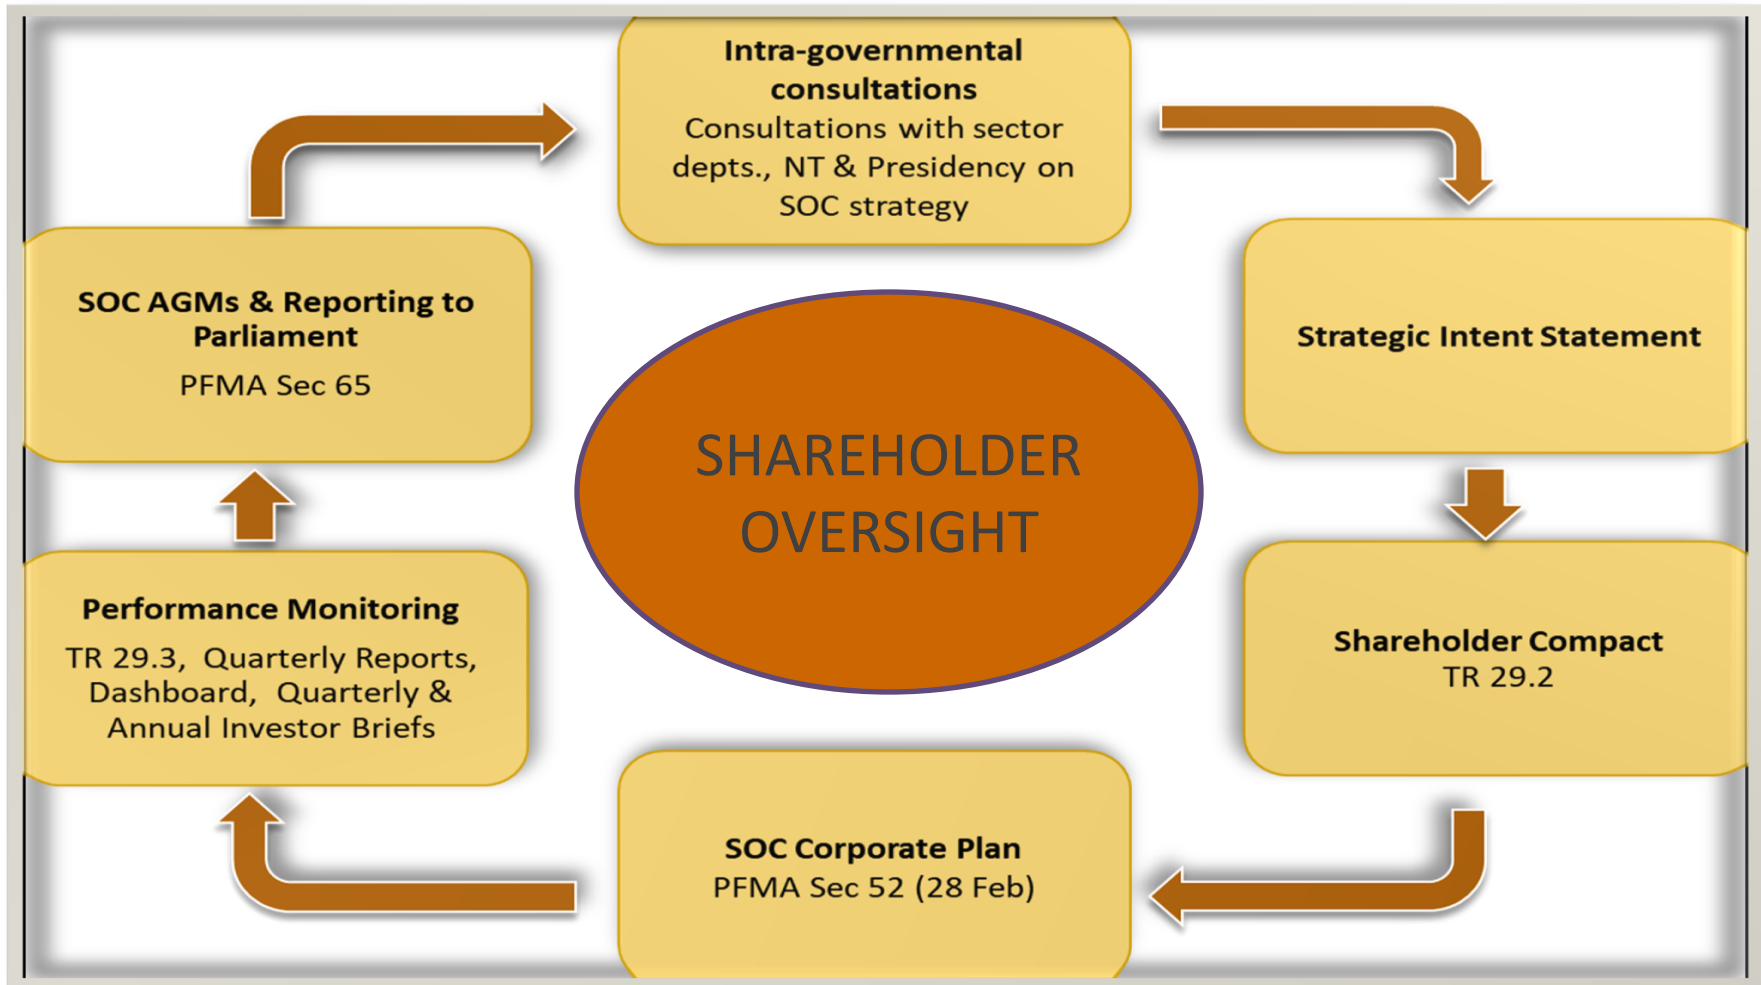 Intra-governmental
consultations
Consultations with sector
depts., NT & Presidency on
SOC strategy
Strategic Intent Statement
Shareholder Compact
TR 29.2
SOC Corporate Plan
PFMA Sec 52 (28 Feb)
Performance Monitoring
TR 29.3, Quarterly Reports,
Dashboard, Quarterly &
Annual Investor Briefs
SOC AGMs & Reporting to
Parliament
PFMA Sec 65
SHAREHOLDER
OVERSIGHT